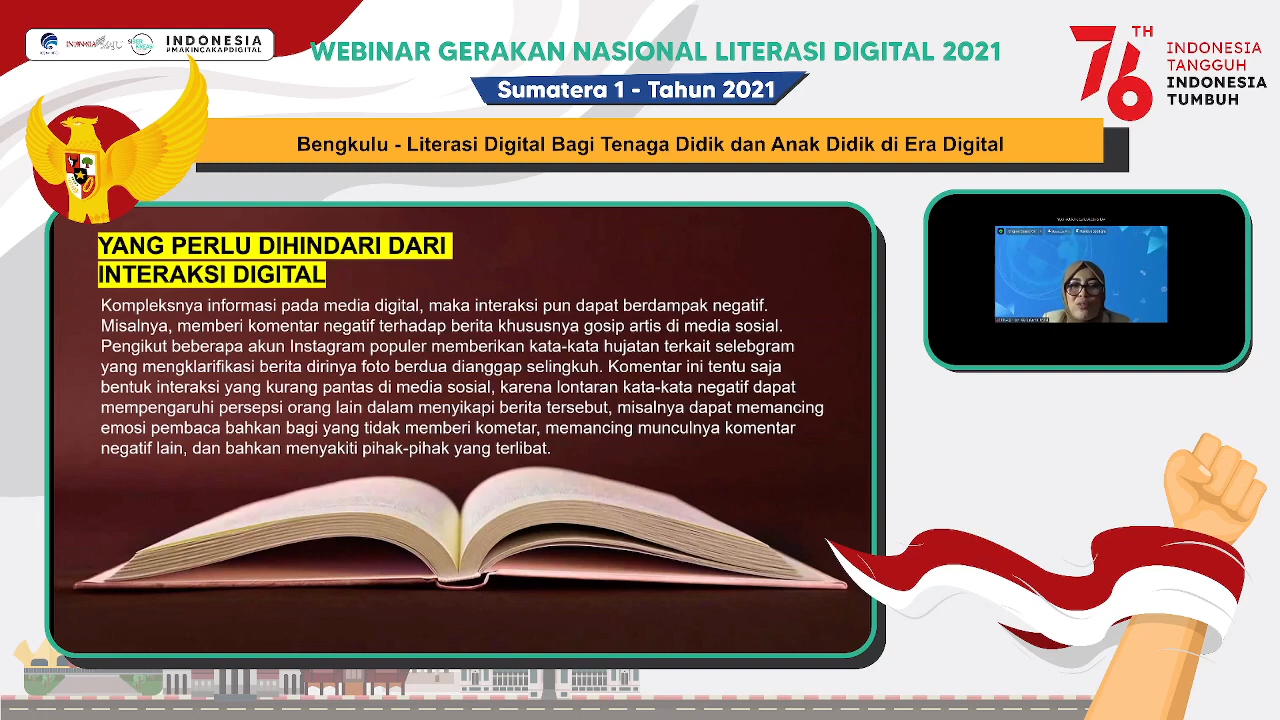 INDONESIA
#MAKINCAKAPDIGITAL
WEBINAR GERAKAN NASIONAL LITERASI DIGITAL 2021
Sumatera 1 - Tahun 2021
76 TH
INDONESIA
TANGGUH
INDONESIA
TUMBUH
Bengkulu - Literasi Digital Bagi Tenaga Didik dan Anak Didik di Era Digital
YANG PERLU DIHINDARI DARI
INTERAKSI DIGITAL
Kompleksnya informasi pada media digital, maka interaksi pun dapat berdampak negatif.
Misalnya, memberi komentar negatif terhadap berita khususnya gosip artis di media sosial.
Pengikut beberapa akun Instagram populer memberikan kata-kata hujatan terkait selebgram
yang mengklarifikasi berita dirinya foto berdua dianggap selingkuh. Komentar ini tentu saja
bentuk interaksi yang kurang pantas di media sosial, karena lontaran kata-kata negatif dapat
mempengaruhi persepsi orang lain dalam menyikapi berita tersebut, misalnya dapat memancing
emosi pembaca bahkan bagi yang tidak memberi kometar, memancing munculnya komentar
negatif lain, dan bahkan menyakiti pihak-pihak yang terlibat.